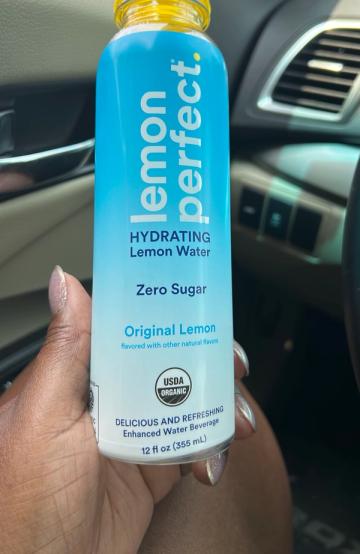 lemon
perfect.
HYDRATING
Lemon Water
Zero Sugar
Original Lemon
flavored with other natural flavors
USDA
ORGANIC
DELICIOUS AND REFRESHING
Enhanced Water Beverage
12 fl oz (355 mL)